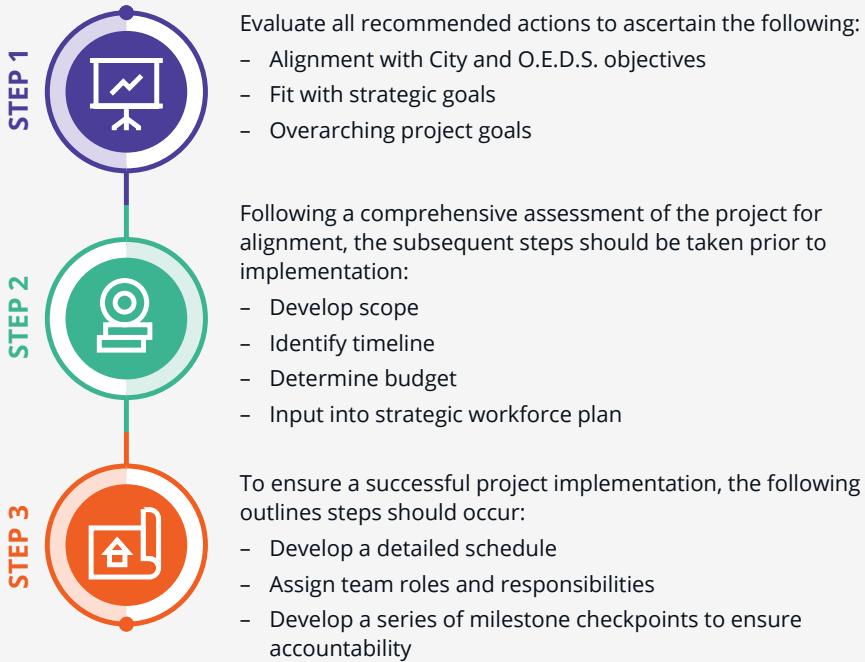 STEP 1
Evaluate all recommended actions to ascertain the following:
– Alignment with City and O.E.D.S. objectives
– Fit with strategic goals
– Overarching project goals
STEP 2
Following a comprehensive assessment of the project for
alignment, the subsequent steps should be taken prior to
implementation:
– Develop scope
– Identify timeline
– Determine budget
– Input into strategic workforce plan
STEP 3
To ensure a successful project implementation, the following
outlines steps should occur:
– Develop a detailed schedule
– Assign team roles and responsibilities
– Develop a series of milestone checkpoints to ensure
accountability